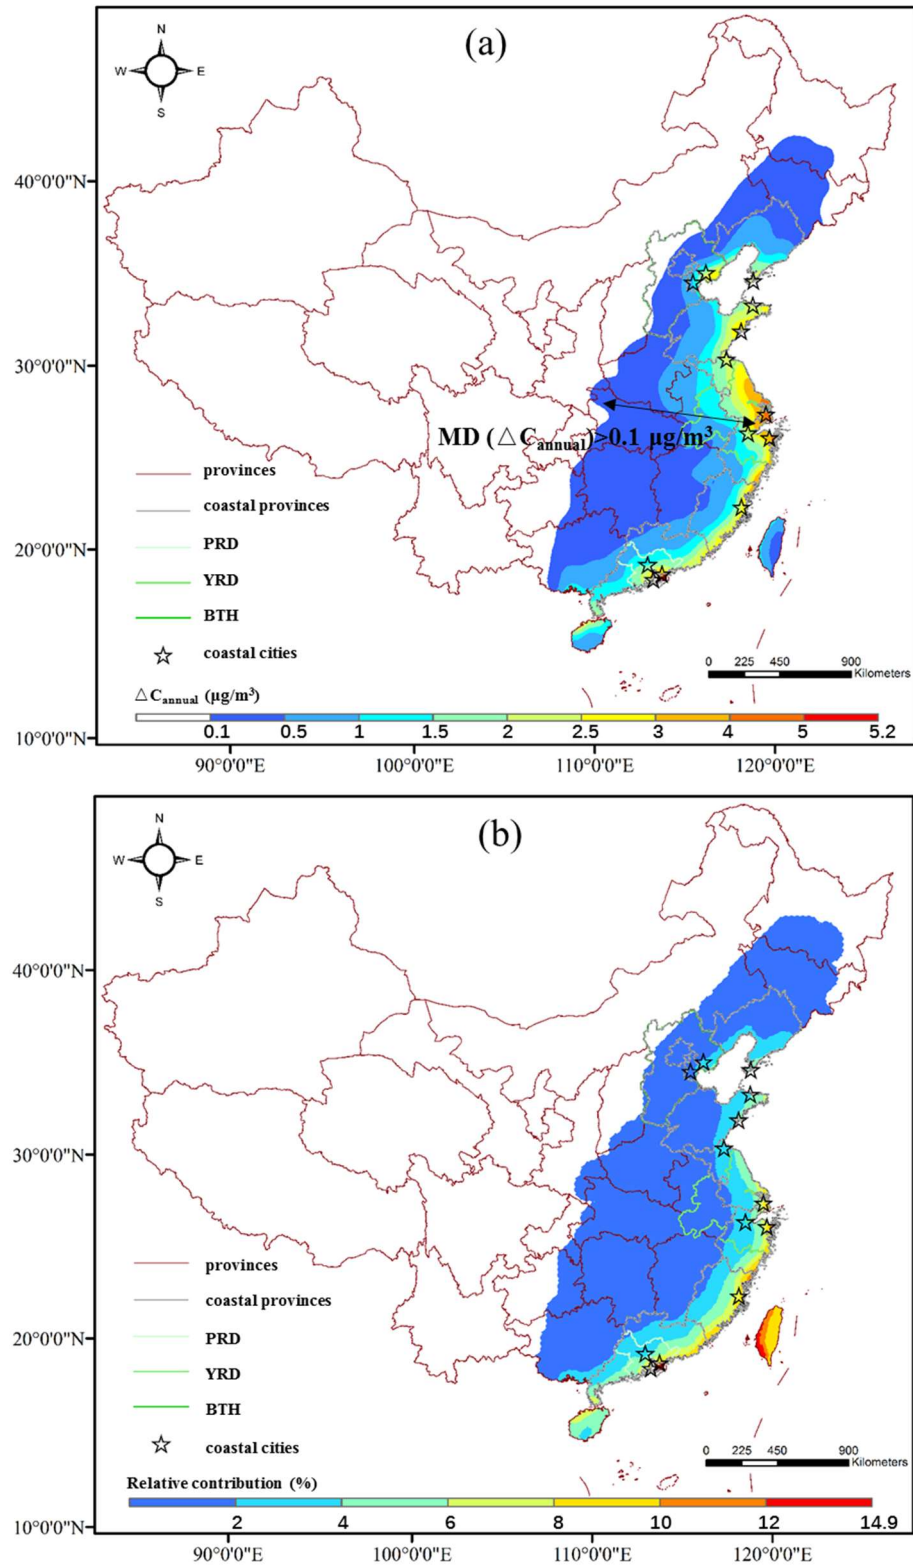 (a)
N
W E
S
40°0'0"N
30°0'0"N
MD (△Cannual)>0.1 μg/m³
provinces
coastal provinces
20°0'0"N
PRD
YRD
BTH
coastal cities
0 225 450 900
Kilometers
△Cannual (μg/m³)
0.1 0.5 1 1.5 2 2.5 3 4 5 5.2
10°0'0"N
90°0'0"E 100°0'0"E 110°0'0"E 120°0'0"E
(b)
N
W E
S
40°0'0"N
30°0'0"N
provinces
coastal provinces
20°0'0"N
PRD
YRD
BTH
coastal cities
0 225 450 900
Kilometers
Relative contribution (%)
2 4 6 8 10 12 14.9
10°0'0"N
90°0'0"E 100°0'0"E 110°0'0"E 120°0'0"E